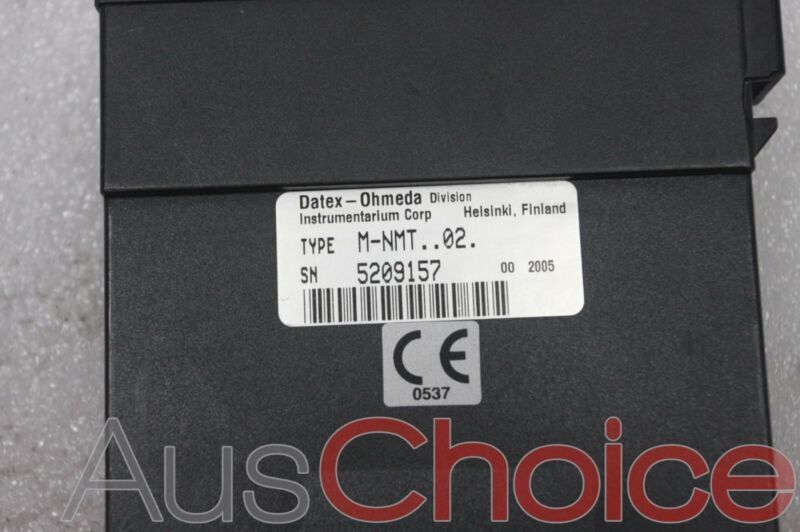 Datex-Ohmeda Division
Instrumentarium Corp Helsinki, Finland
TYPE M-NMT..02.
SN 5209157 00 2005
CE
0537
AusChoice